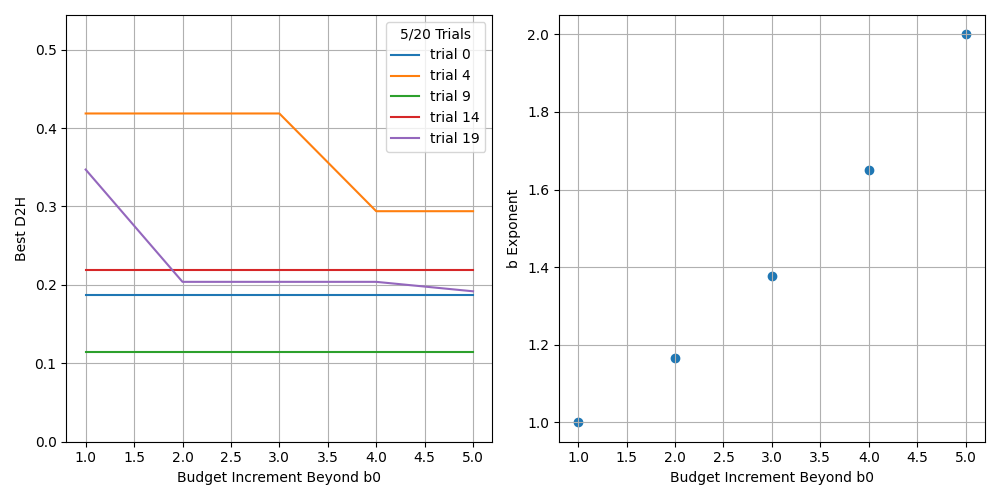 5/20 Trials
trial 0
trial 4
trial 9
trial 14
trial 19
0.5
0.4
0.3
0.2
0.1
0.0
Best D2H
1.0 1.5 2.0 2.5 3.0 3.5 4.0 4.5 5.0
Budget Increment Beyond b0
2.0
1.8
1.6
1.4
1.2
1.0
b Exponent
1.0 1.5 2.0 2.5 3.0 3.5 4.0 4.5 5.0
Budget Increment Beyond b0